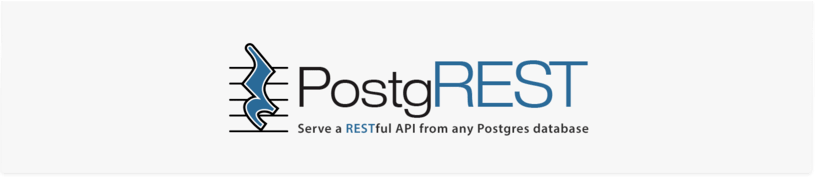 PostgREST
Serve a RESTful API from any Postgres database